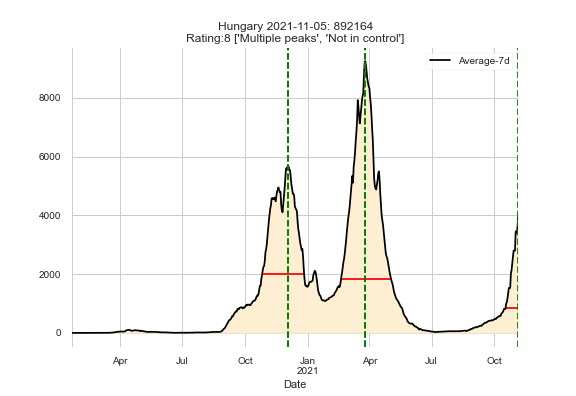 Hungary 2021-11-05: 892164
Rating:8 ['Multiple peaks', 'Not in control']
Average-7d
8000
6000
4000
2000
0
Apr
Jul
Oct
Jan
2021
Apr
Jul
Oct
Date